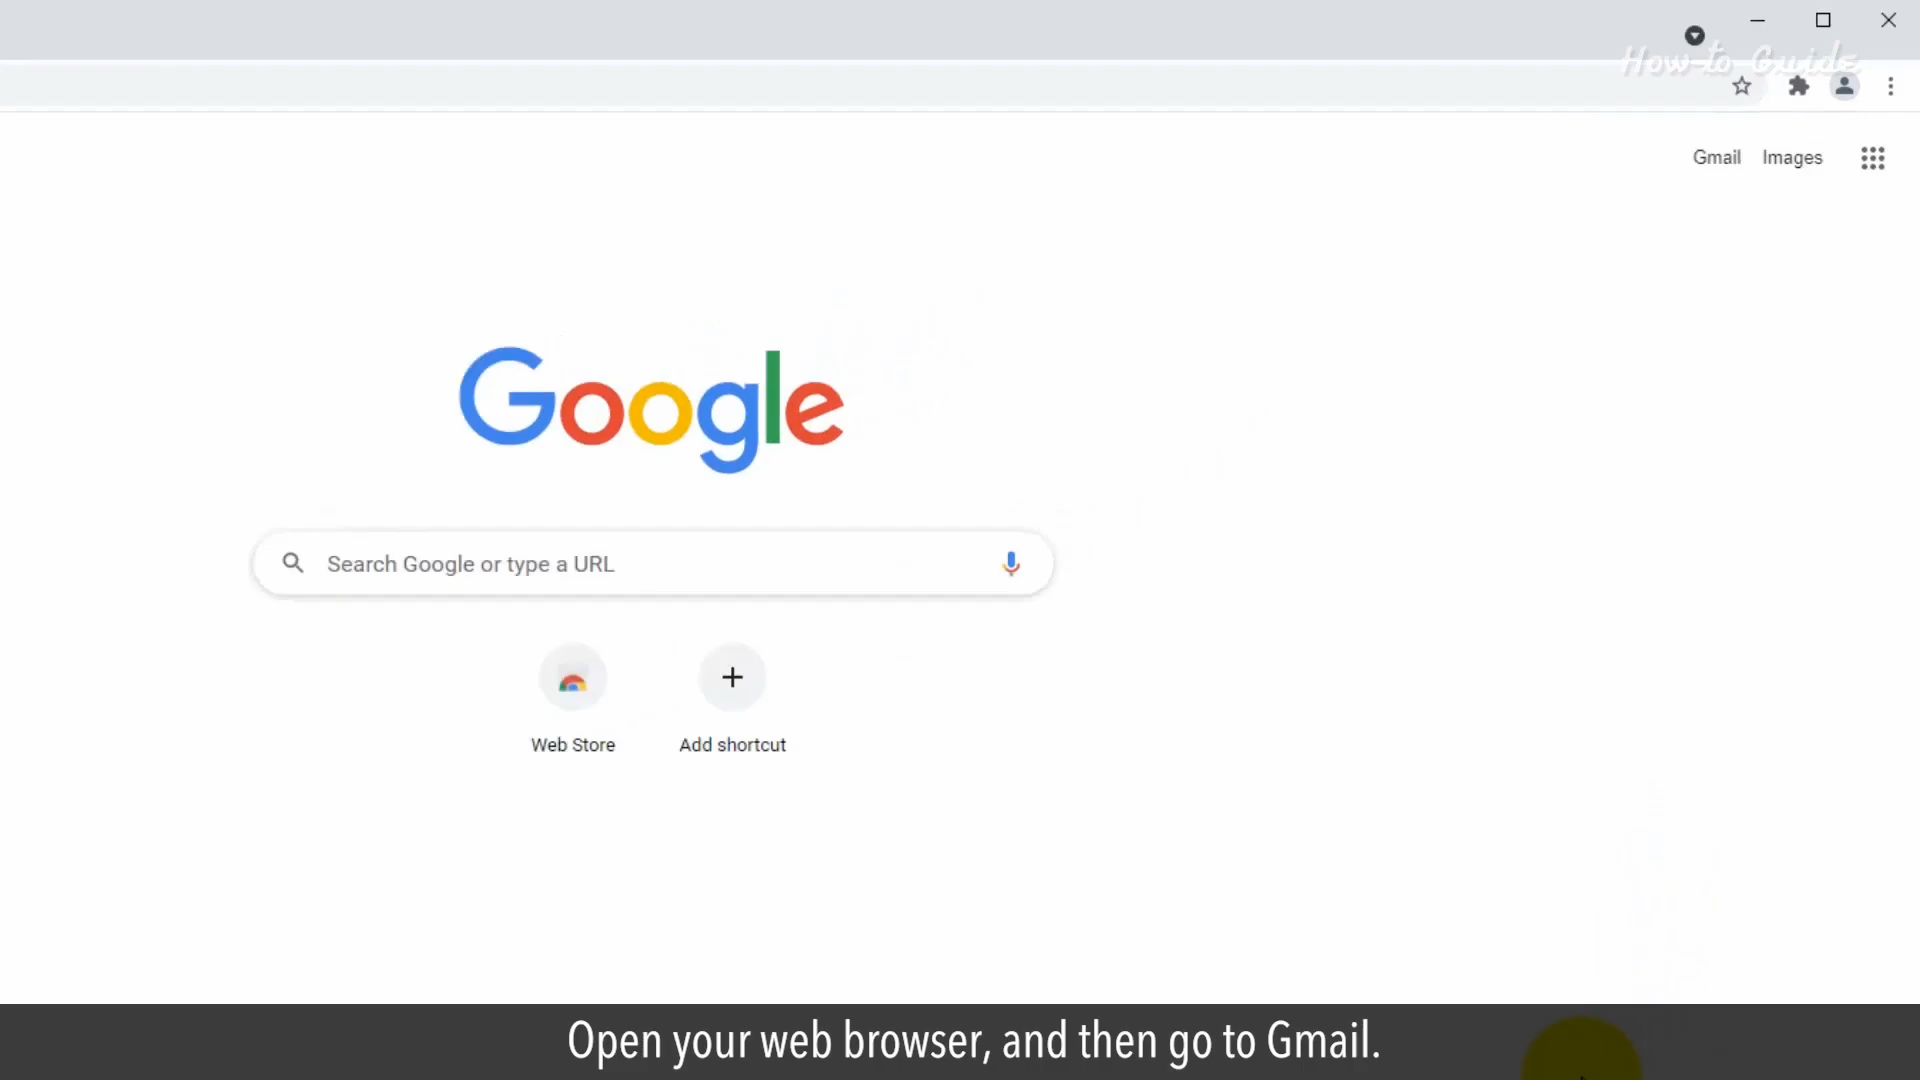 How-to Guide
Gmail Images
Google
Search Google or type a URL
Web Store Add shortcut
Open your web browser, and then go to Gmail.